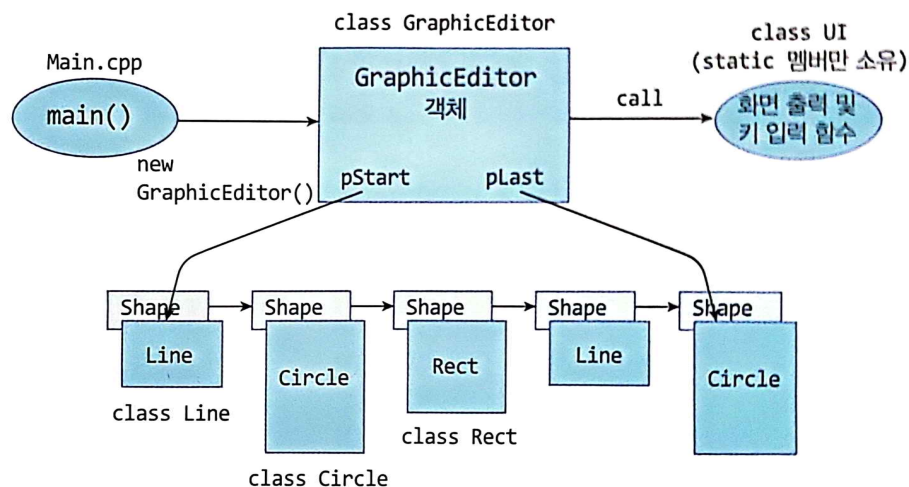 class GraphicEditor
class UI
(static 멤버만 소유)
Main.cpp
main()
new
GraphicEditor()
GraphicEditor
객체
pStart
pLast
call
화면 출력 및
키 입력 함수
Shape
Shape
Shape
Shape
Shape
Line
Circle
Rect
Line
Circle
class Line
class Rect
class Circle